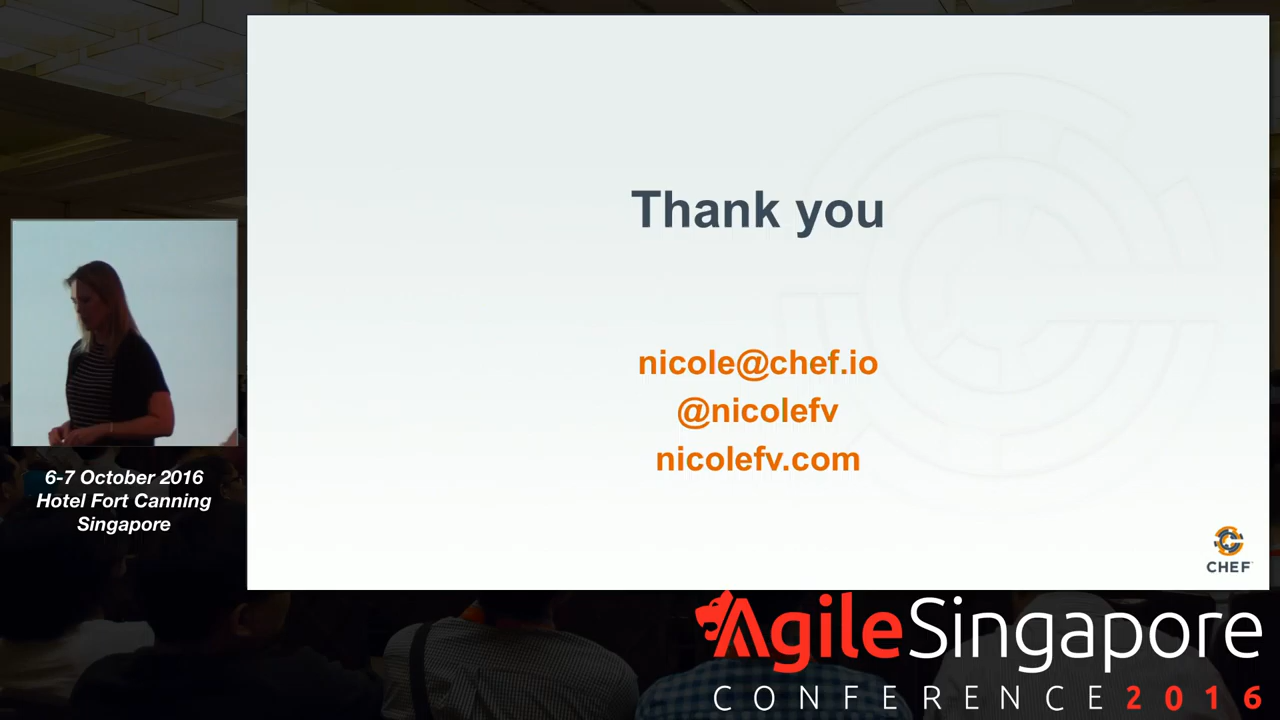 Thank you
nicole@chef.io
@nicolefv
nicolefv.com
CHEF
6-7 October 2016
Hotel Fort Canning
Singapore
AgileSingapore
CONFERENCE 2016